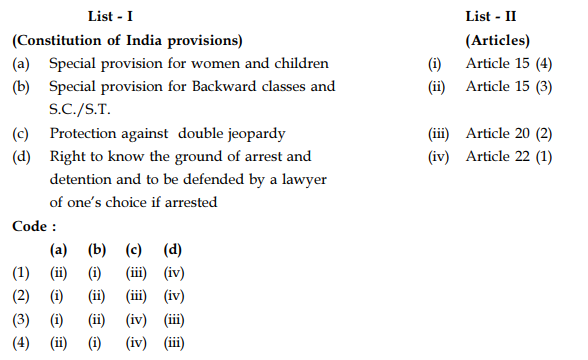 List - I List - II
(Constitution of India provisions) (Articles)
(a) Special provision for women and children (i) Article 15 (4)
(b) Special provision for Backward classes and (ii) Article 15 (3)
S.C./S.T.
(c) Protection against double jeopardy (iii) Article 20 (2)
(d) Right to know the ground of arrest and (iv) Article 22 (1)
detention and to be defended by a lawyer
of one's choice if arrested
Code :
(a) (b) (c) (d)
(1) (ii) (i) (iii) (iv)
(2) (i) (ii) (iii) (iv)
(3) (i) (ii) (iv) (iii)
(4) (ii) (i) (iv) (iii)